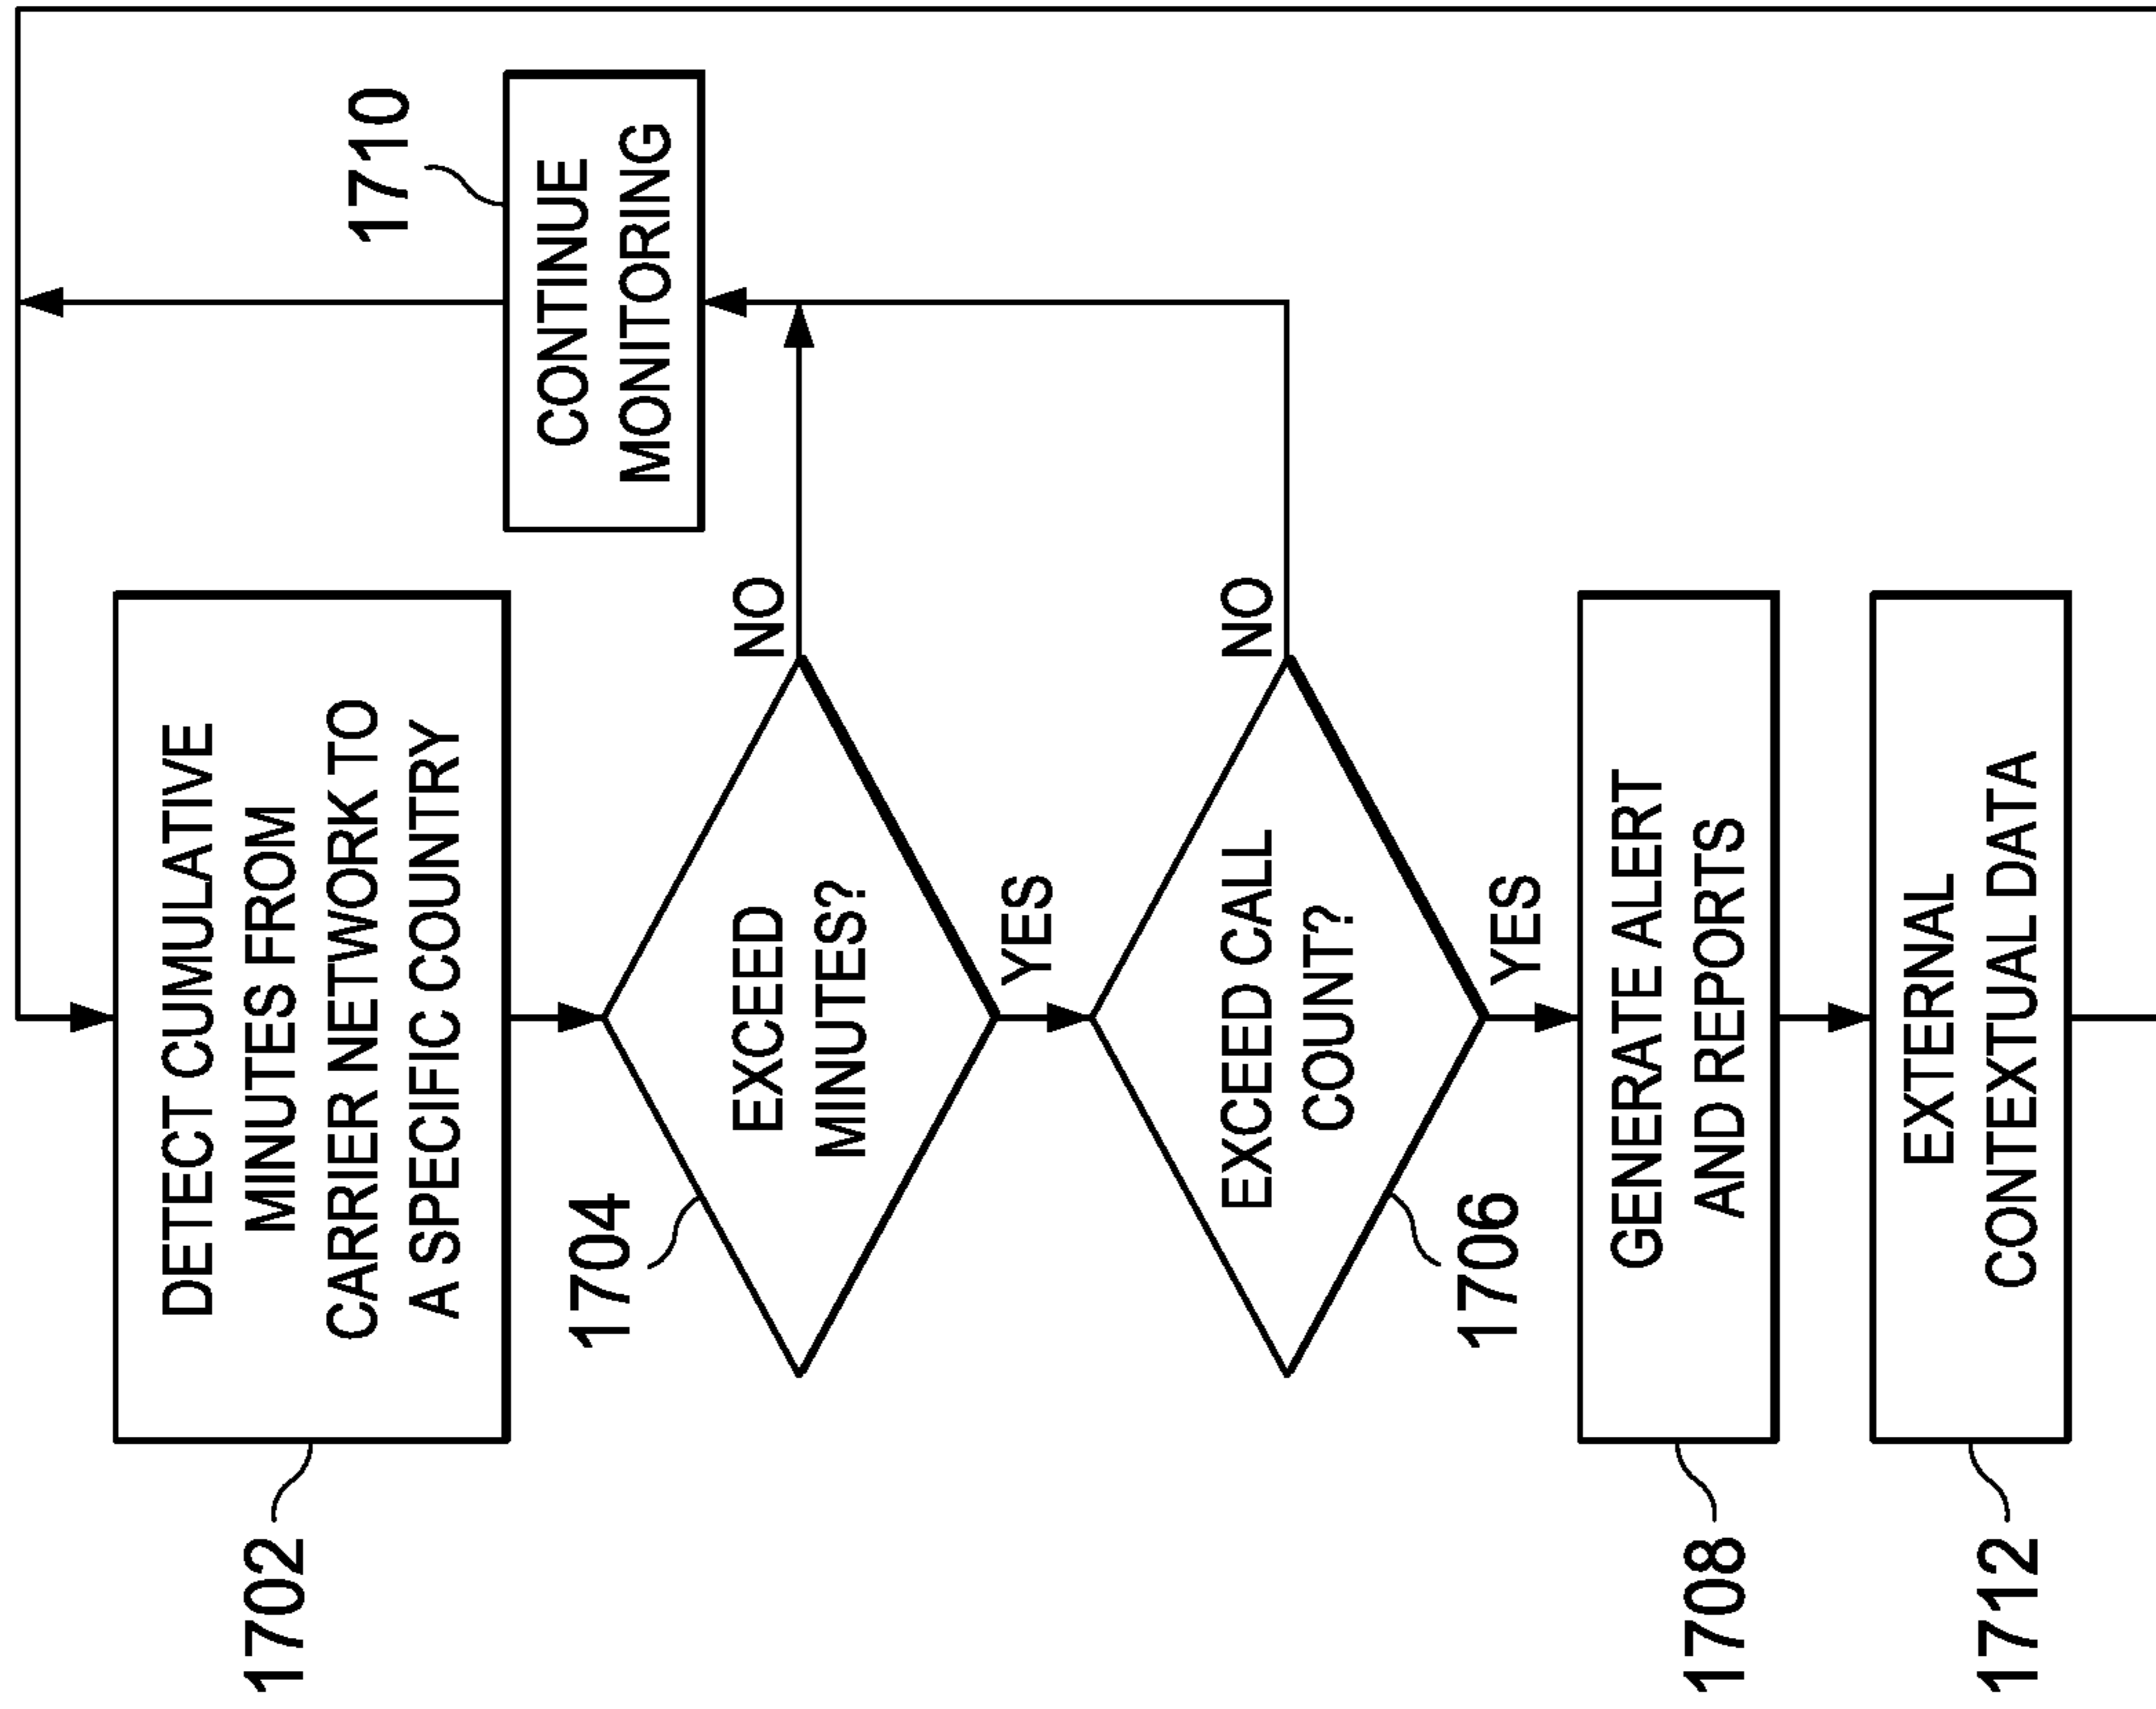 1702
DETECT CUMULATIVE
MINUTES FROM
CARRIER NETWORK TO
A SPECIFIC COUNTRY
1704
EXCEED
MINUTES?
NO
YES
1710
CONTINUE
MONITORING
1706
EXCEED CALL
COUNT?
NO
YES
1708
GENERATE ALERT
AND REPORTS
1712
EXTERNAL
CONTEXTUAL DATA